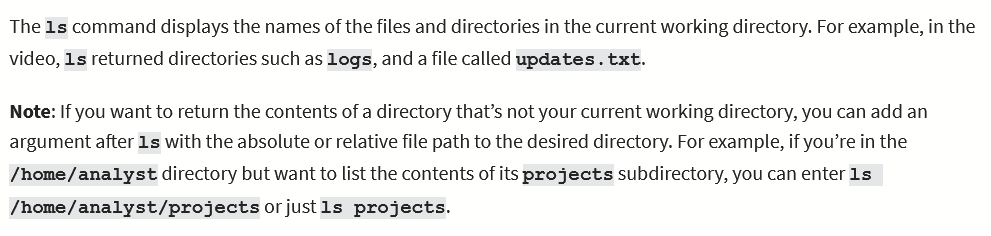 The ls command displays the names of the files and directories in the current working directory. For example, in the
video, ls returned directories such as logs, and a file called updates.txt.
Note: If you want to return the contents of a directory that’s not your current working directory, you can add an
argument after ls with the absolute or relative file path to the desired directory. For example, if you’re in the
/home/analyst directory but want to list the contents of its projects subdirectory, you can enter ls
/home/analyst/projects or just ls projects.